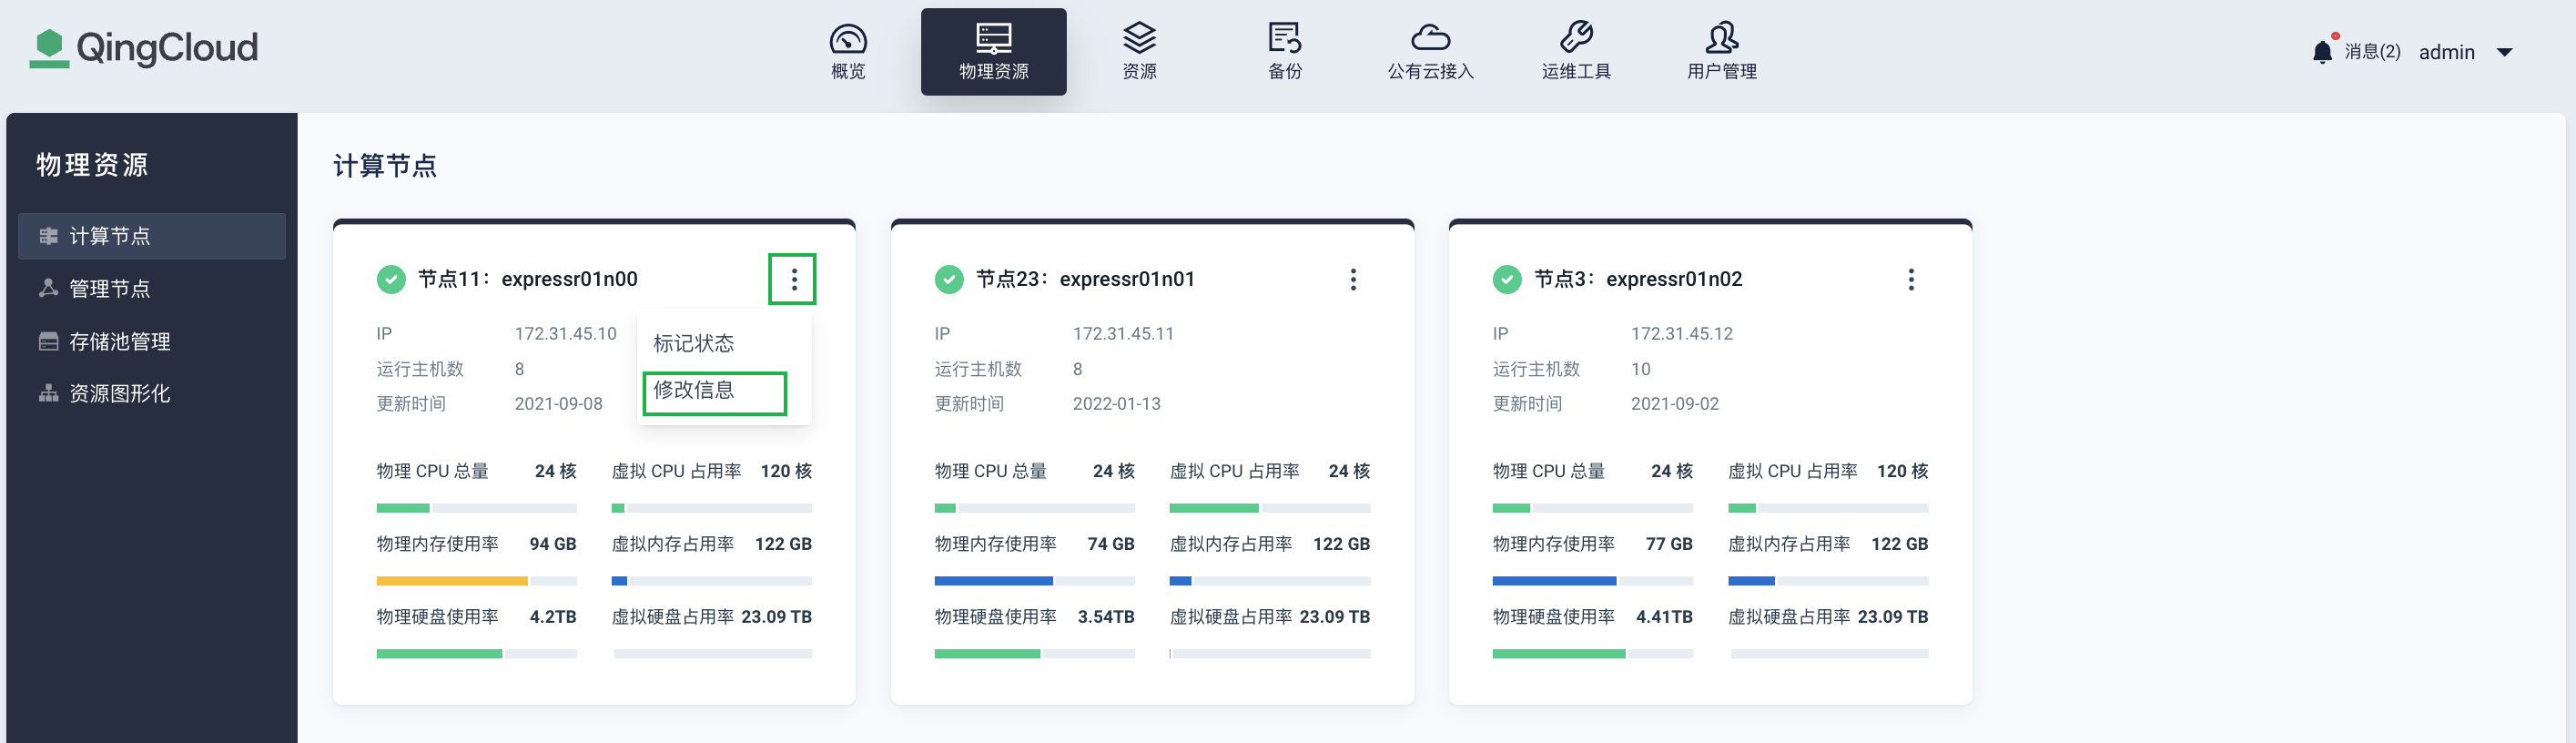 QingCloud
概览
物理资源
资源
备份
公有云接入
运维工具
用户管理
消息(2)
admin
物理资源
计算节点
管理节点
存储池管理
资源图形化
计算节点
节点11：expressr01n00
IP 172.31.45.10
运行主机数 8
更新时间 2021-09-08
标记状态
修改信息
物理 CPU 总量 24 核 虚拟 CPU 占用率 120 核
物理内存使用率 94 GB 虚拟内存占用率 122 GB
物理硬盘使用率 4.2TB 虚拟硬盘占用率 23.09 TB
节点23：expressr01n01
IP 172.31.45.11
运行主机数 8
更新时间 2022-01-13
物理 CPU 总量 24 核 虚拟 CPU 占用率 24 核
物理内存使用率 74 GB 虚拟内存占用率 122 GB
物理硬盘使用率 3.54TB 虚拟硬盘占用率 23.09 TB
节点3：expressr01n02
IP 172.31.45.12
运行主机数 10
更新时间 2021-09-02
物理 CPU 总量 24 核 虚拟 CPU 占用率 120 核
物理内存使用率 77 GB 虚拟内存占用率 122 GB
物理硬盘使用率 4.41TB 虚拟硬盘占用率 23.09 TB